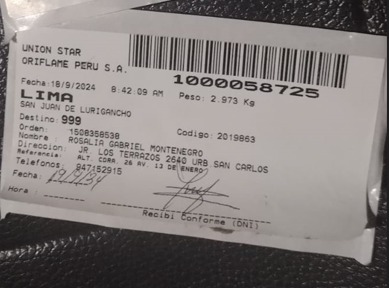 UNION STAR
ORIFLAME PERU S.A.
1000058725
Fecha:18/9/2024 8:42:09 AM Peso: 2.973 Kg
LIMA
SAN JUAN DE LURIGANCHO
Destino: 999
Orden: 1508358538 Codigo: 2019863
Nombre : ROSALIA GABRIEL MONTENEGRO
Direccion: JR. LOS TERRAZOS 2640 URB SAN CARLOS
Referencia: ALT. CDRA. 26 AV. 13 DE ENERO
Telefonos: 947152915
Fecha:
Hora :
Recibi Conforme (DNI)